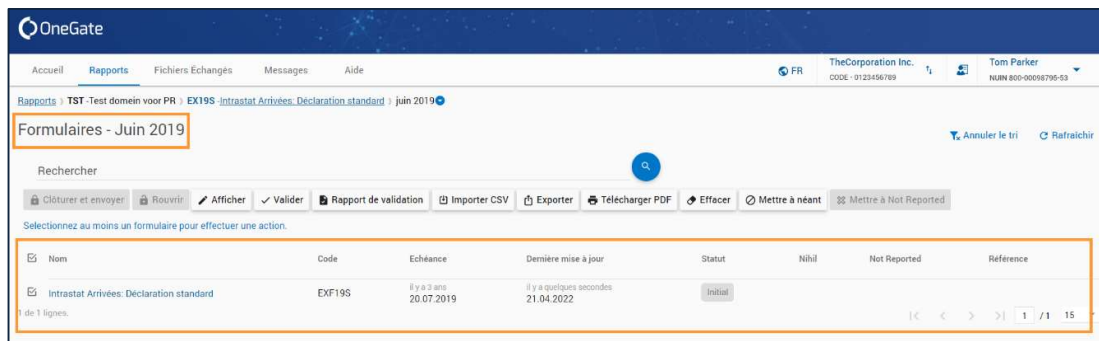 OneGate
Accueil Rapports Fichiers Échangés Messages Aide FR TheCorporation Inc. Tom Parker
CODE - 0123456789 NUIN 800-00098795-53
Rapports TST -Test domein voor PR EX19S -Intrastat Arrivées: Déclaration standard juin 2019
Formulaires - Juin 2019
Annuler le tri Rafraîchir
Rechercher
Clôturer et envoyer Rouvrir Afficher Valider Rapport de validation Importer CSV Exporter Télécharger PDF Effacer Mettre à néant Mettre à Not Reported
Selectionnez au moins un formulaire pour effectuer une action.
Nom Code Echéance Dernière mise à jour Statut Nihil Not Reported Référence
Intrastat Arrivées: Déclaration standard EXF19S il y a 3 ans il y a quelques secondes Initial
20.07.2019 21.04.2022
1 de 1 lignes. |< < > >| 1 / 1 15